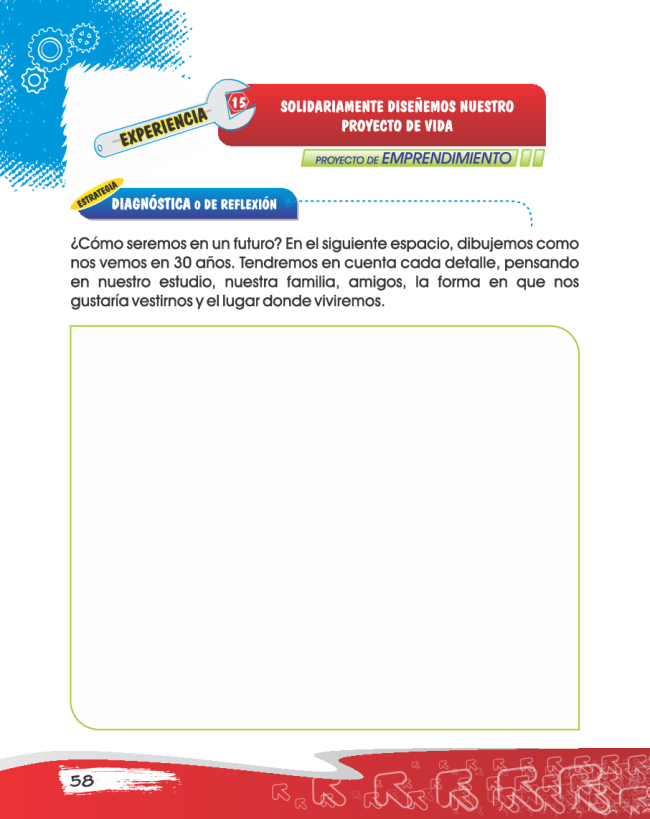 EXPERIENCIA
15
SOLIDARIAMENTE DISEÑEMOS NUESTRO
PROYECTO DE VIDA
PROYECTO DE EMPRENDIMIENTO
ESTRATEGIA
DIAGNÓSTICA O DE REFLEXIÓN
¿Cómo seremos en un futuro? En el siguiente espacio, dibujemos como
nos vemos en 30 años. Tendremos en cuenta cada detalle, pensando
en nuestro estudio, nuestra familia, amigos, la forma en que nos
gustaría vestirnos y el lugar donde viviremos.
58